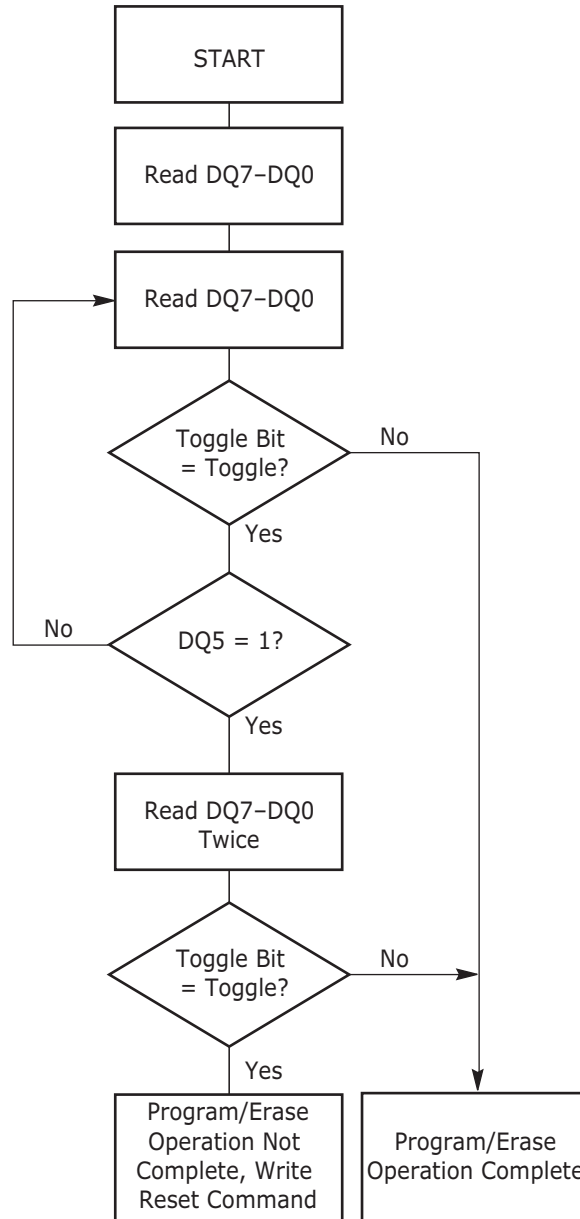 START
Read DQ7–DQ0
Read DQ7–DQ0
Toggle Bit
= Toggle?
No
Yes
No
DQ5 = 1?
Yes
Read DQ7–DQ0
Twice
Toggle Bit
= Toggle?
No
Yes
Program/Erase
Operation Not
Complete, Write
Reset Command
Program/Erase
Operation Complete